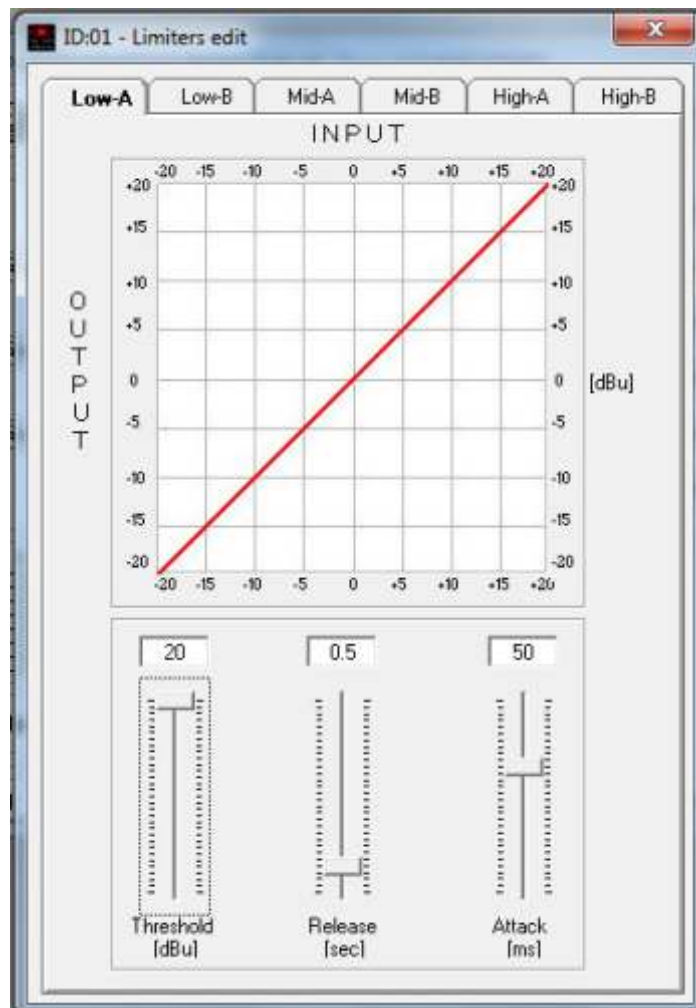 ID:01 - Limiters edit
Low-A Low-B Mid-A Mid-B High-A High-B
INPUT
-20 -15 -10 -5 0 +5 +10 +15 +20
+20 +20
+15 +15
+10 +10
+5 +5
OUTPUT
0 0 [dBu]
-5 -5
-10 -10
-15 -15
-20 -20
-20 -15 -10 -5 0 +5 +10 +15 +20
20 0.5 50
Threshold Release Attack
[dBu] [sec] [ms]